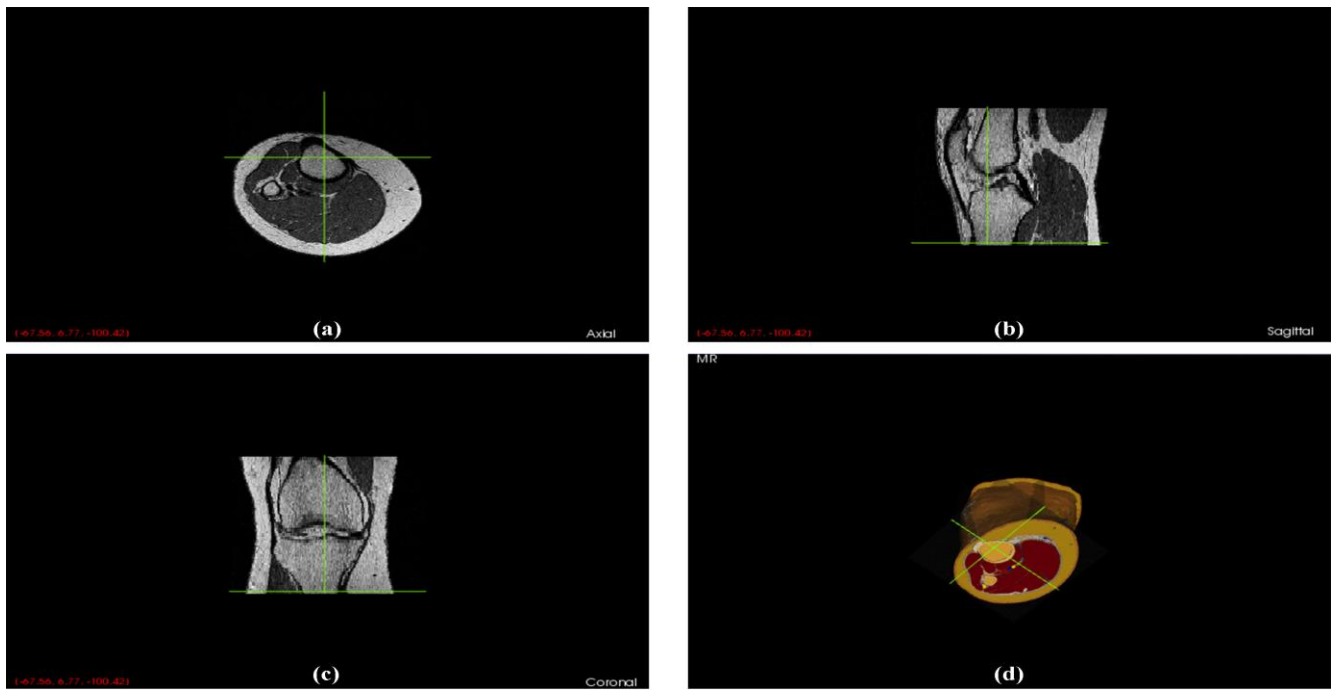 (a)
(-67.56, 6.77, -100.42)
Axial
(b)
(-67.56, 6.77, -100.42)
Sagittal
(c)
(-67.56, 6.77, -100.42)
Coronal
MR
(d)